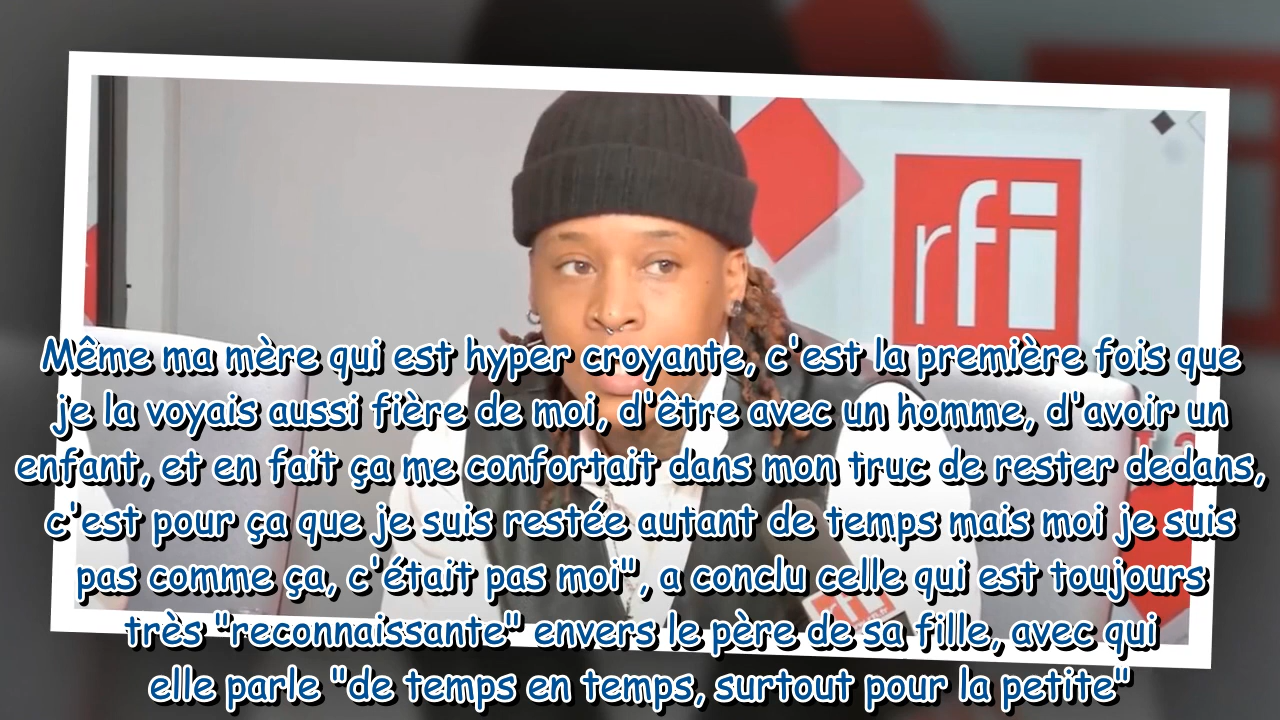 rfi
Même ma mère qui est hyper croyante, c'est la première fois que
je la voyais aussi fière de moi, d'être avec un homme, d'avoir un
enfant, et en fait ça me confortait dans mon truc de rester dedans,
c'est pour ça que je suis restée autant de temps mais moi je suis
pas comme ça, c'était pas moi", a conclu celle qui est toujours
très "reconnaissante" envers le père de sa fille, avec qui
elle parle "de temps en temps, surtout pour la petite"